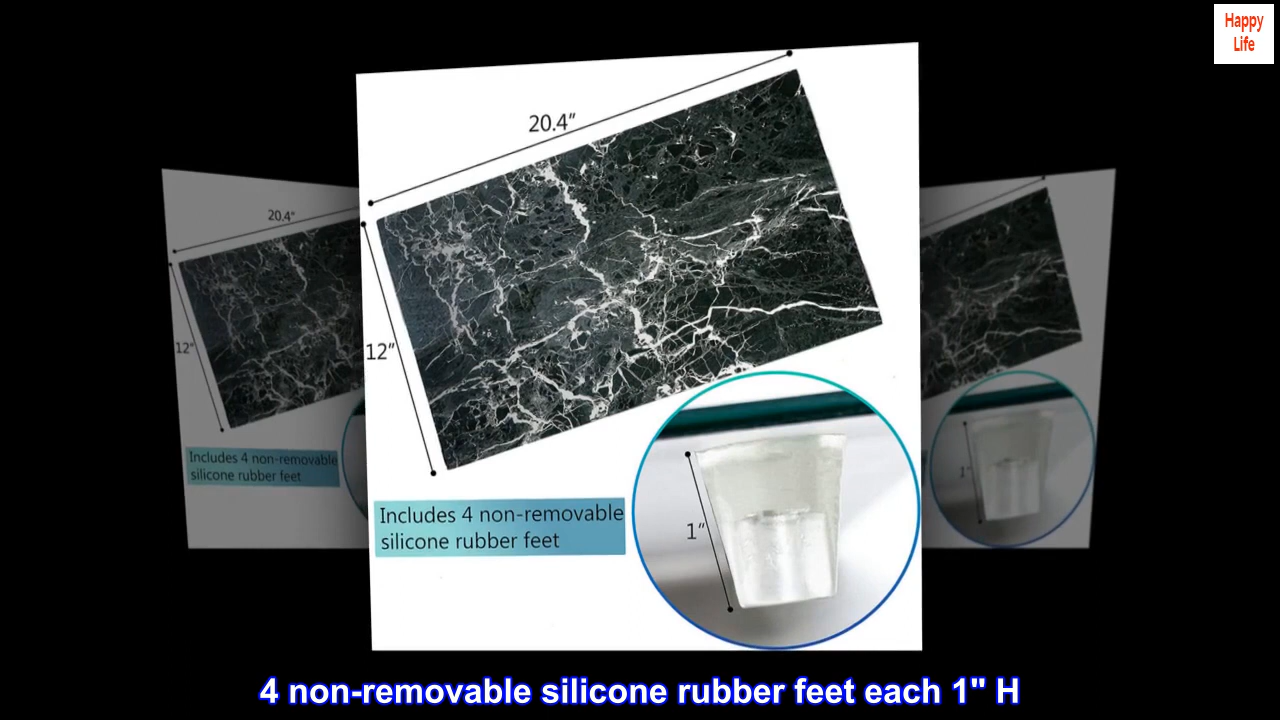 Happy
Life
20.4"
12"
Includes 4 non-removable
silicone rubber feet
1"
20.4"
12"
Includes 4 non-removable
silicone rubber feet
1"
4 non-removable silicone rubber feet each 1" H